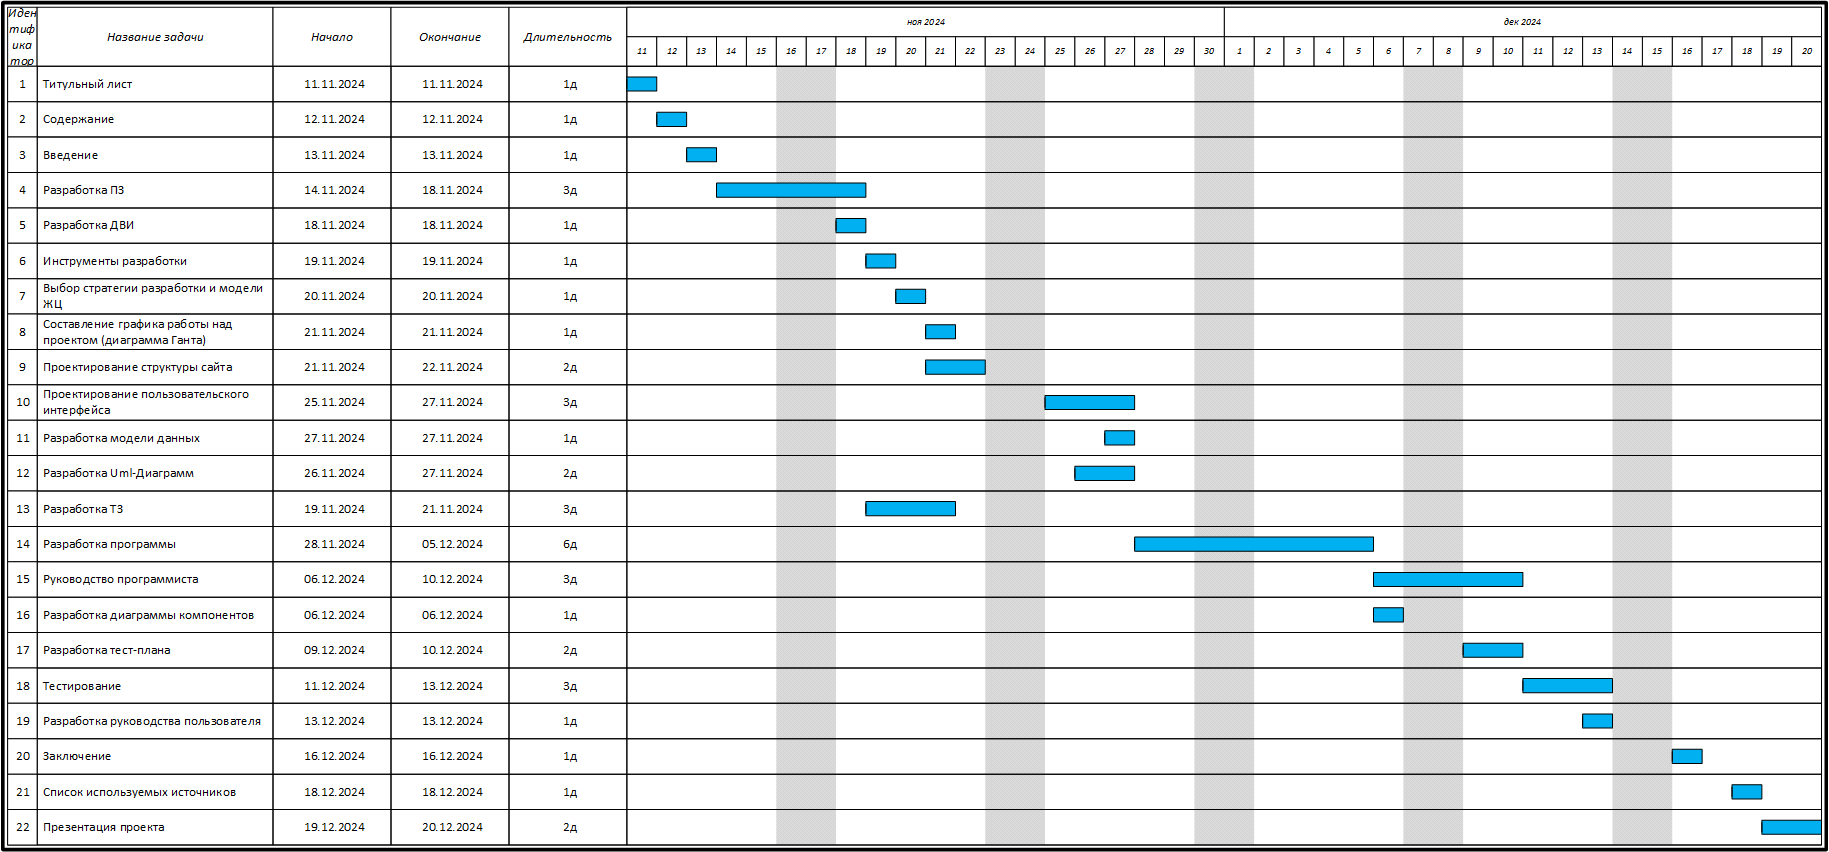 Иден
тиф
ика
тор
Название задачи
Начало
Окончание
Длительность
ноя 2024
дек 2024
11 12 13 14 15 16 17 18 19 20 21 22 23 24 25 26 27 28 29 30 1 2 3 4 5 6 7 8 9 10 11 12 13 14 15 16 17 18 19 20
1 Титульный лист 11.11.2024 11.11.2024 1д
2 Содержание 12.11.2024 12.11.2024 1д
3 Введение 13.11.2024 13.11.2024 1д
4 Разработка ПЗ 14.11.2024 18.11.2024 3д
5 Разработка ДВИ 18.11.2024 18.11.2024 1д
6 Инструменты разработки 19.11.2024 19.11.2024 1д
7 Выбор стратегии разработки и модели
ЖЦ 20.11.2024 20.11.2024 1д
8 Составление графика работы над
проектом (диаграмма Ганта) 21.11.2024 21.11.2024 1д
9 Проектирование структуры сайта 21.11.2024 22.11.2024 2д
10 Проектирование пользовательского
интерфейса 25.11.2024 27.11.2024 3д
11 Разработка модели данных 27.11.2024 27.11.2024 1д
12 Разработка Uml-Диаграмм 26.11.2024 27.11.2024 2д
13 Разработка ТЗ 19.11.2024 21.11.2024 3д
14 Разработка программы 28.11.2024 05.12.2024 6д
15 Руководство программиста 06.12.2024 10.12.2024 3д
16 Разработка диаграммы компонентов 06.12.2024 06.12.2024 1д
17 Разработка тест-плана 09.12.2024 10.12.2024 2д
18 Тестирование 11.12.2024 13.12.2024 3д
19 Разработка руководства пользователя 13.12.2024 13.12.2024 1д
20 Заключение 16.12.2024 16.12.2024 1д
21 Список используемых источников 18.12.2024 18.12.2024 1д
22 Презентация проекта 19.12.2024 20.12.2024 2д